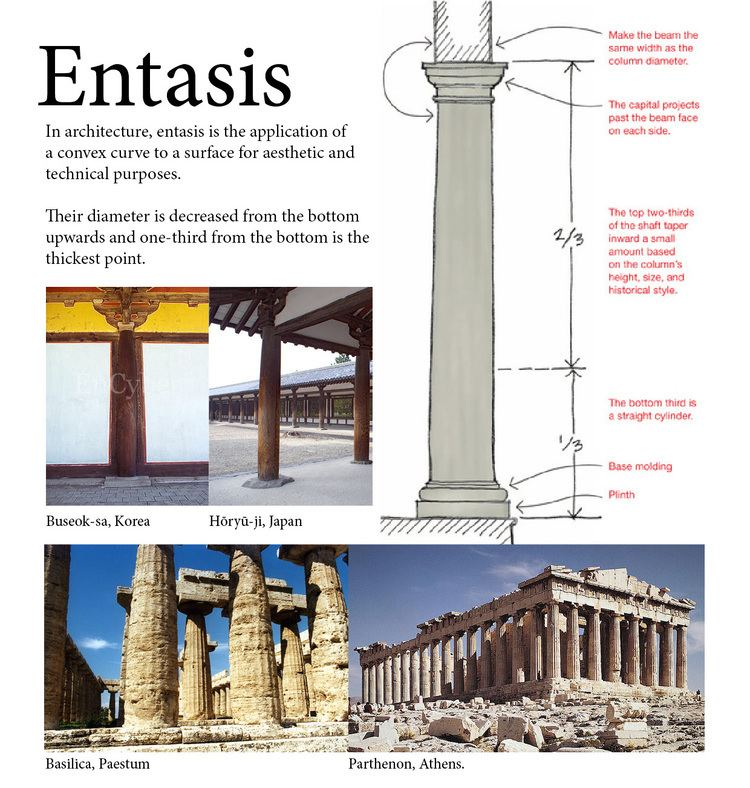 Entasis
In architecture, entasis is the application of
a convex curve to a surface for aesthetic and
technical purposes.
Their diameter is decreased from the bottom
upwards and one-third from the bottom is the
thickest point.
Make the beam the
same width as the
column diameter.
The capital projects
past the beam face
on each side.
2/3
The top two-thirds
of the shaft taper
inward a small
amount based
on the column's
height, size, and
historical style.
The bottom third is
a straight cylinder.
1/3
Base molding
Plinth
Buseok-sa, Korea
Hōryū-ji, Japan
Basilica, Paestum
Parthenon, Athens.